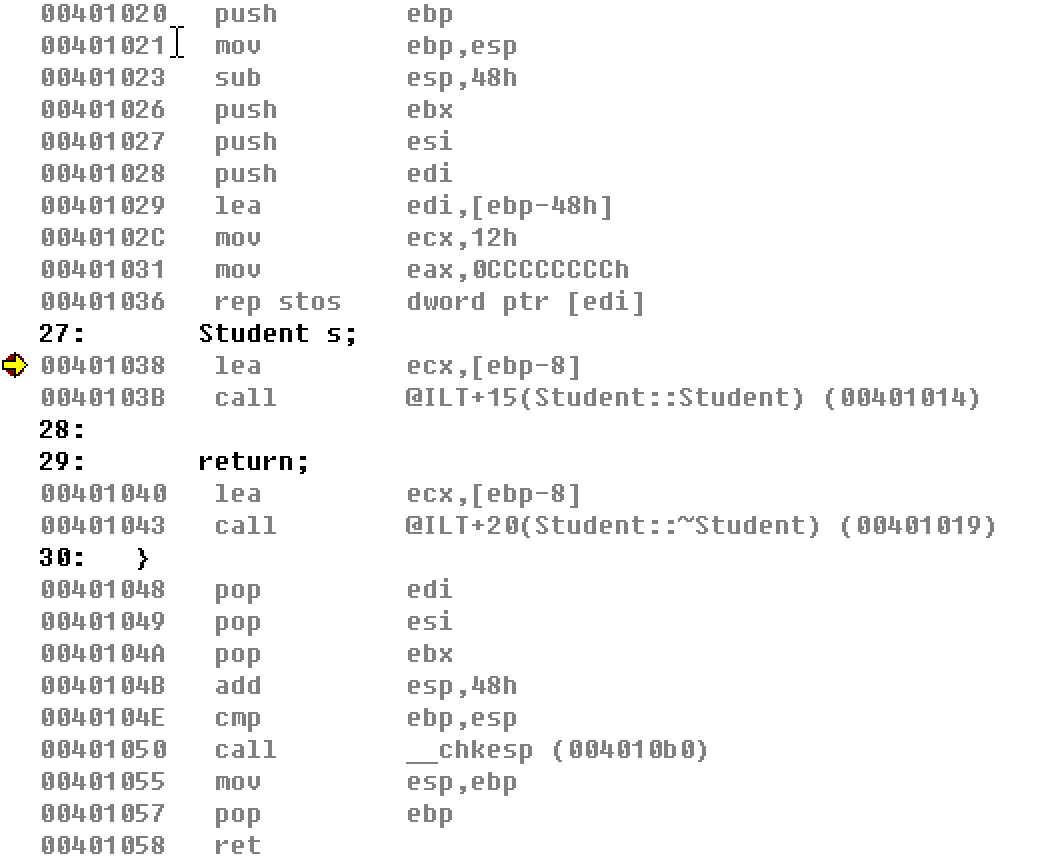 00401020 push ebp
00401021 mov ebp,esp
00401023 sub esp,48h
00401026 push ebx
00401027 push esi
00401028 push edi
00401029 lea edi,[ebp-48h]
0040102C mov ecx,12h
00401031 mov eax,0CCCCCCCCh
00401036 rep stos dword ptr [edi]
27: Student s;
00401038 lea ecx,[ebp-8]
0040103B call @ILT+15(Student::Student) (00401014)
28:
29: return;
00401040 lea ecx,[ebp-8]
00401043 call @ILT+20(Student::~Student) (00401019)
30: }
00401048 pop edi
00401049 pop esi
0040104A pop ebx
0040104B add esp,48h
0040104E cmp ebp,esp
00401050 call __chkesp (004010b0)
00401055 mov esp,ebp
00401057 pop ebp
00401058 ret